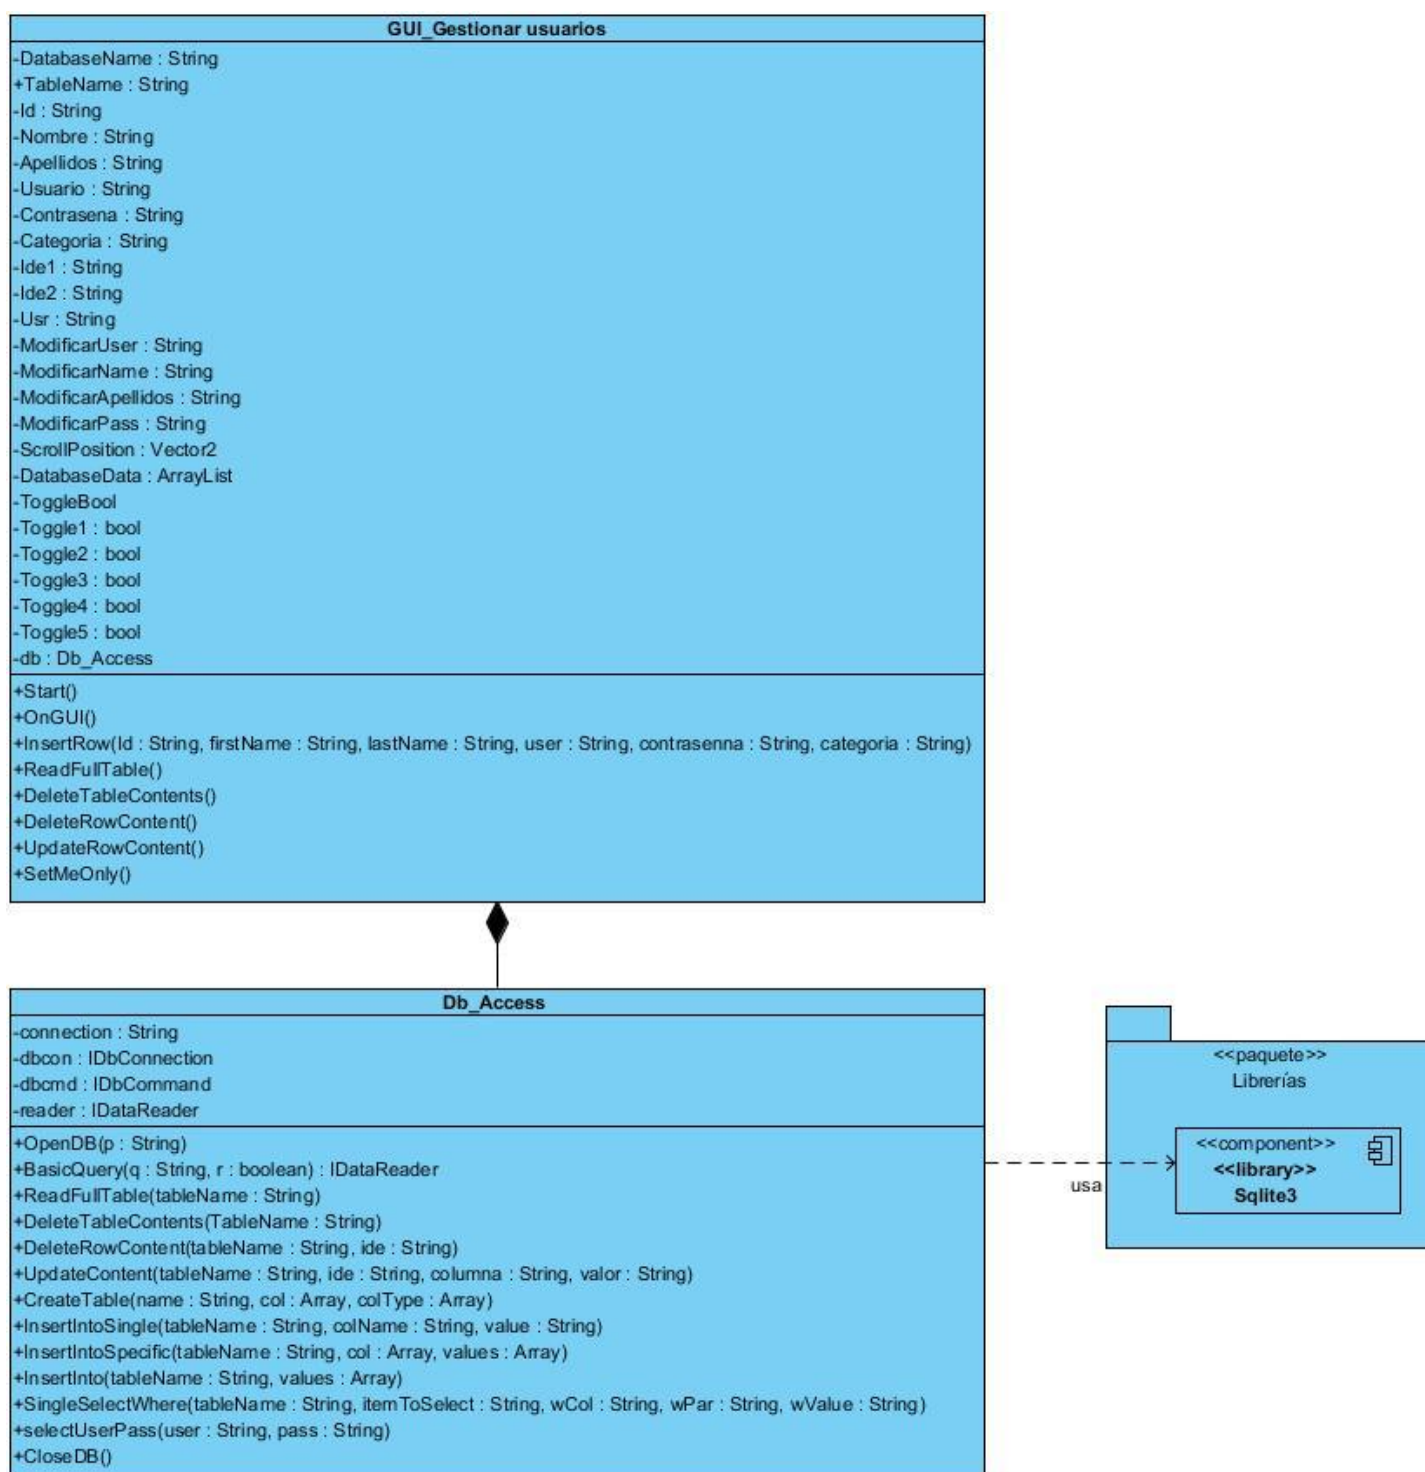 GUI_Gestionar usuarios
-DatabaseName : String
+TableName : String
-Id : String
-Nombre : String
-Apellidos : String
-Usuario : String
-Contrasena : String
-Categoria : String
-Ide1 : String
-Ide2 : String
-Usr : String
-ModificarUser : String
-ModificarName : String
-ModificarApellidos : String
-ModificarPass : String
-ScrollPosition : Vector2
-DatabaseData : ArrayList
-ToggleBool
-Toggle1 : bool
-Toggle2 : bool
-Toggle3 : bool
-Toggle4 : bool
-Toggle5 : bool
-db : Db_Access
+Start()
+OnGUI()
+InsertRow(Id : String, firstName : String, lastName : String, user : String, contrasenna : String, categoria : String)
+ReadFullTable()
+DeleteTableContents()
+DeleteRowContent()
+UpdateRowContent()
+SetMeOnly()
Db_Access
-connection : String
-dbcon : IDbConnection
-dbcmd : IDbCommand
-reader : IDataReader
+OpenDB(p : String)
+BasicQuery(q : String, r : boolean) : IDataReader
+ReadFullTable(tableName : String)
+DeleteTableContents(TableName : String)
+DeleteRowContent(tableName : String, ide : String)
+UpdateContent(tableName : String, ide : String, columna : String, valor : String)
+CreateTable(name : String, col : Array, colType : Array)
+InsertIntoSingle(tableName : String, colName : String, value : String)
+InsertIntoSpecific(tableName : String, col : Array, values : Array)
+InsertInto(tableName : String, values : Array)
+SingleSelectWhere(tableName : String, itemToSelect : String, wCol : String, wPar : String, wValue : String)
+selectUserPass(user : String, pass : String)
+CloseDB()
usa
<<paquete>>
Librerías
<<component>>
<<library>>
Sqlite3